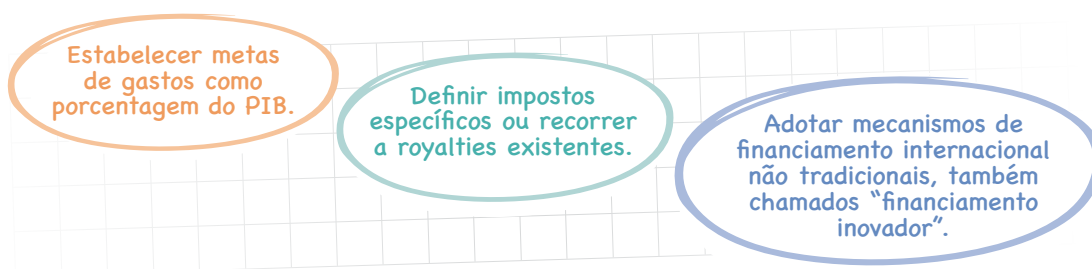 Estabelecer metas
de gastos como
porcentagem do PIB.
Definir impostos
específicos ou recorrer
a royalties existentes.
Adotar mecanismos de
financiamento internacional
não tradicionais, também
chamados “financiamento
inovador”.